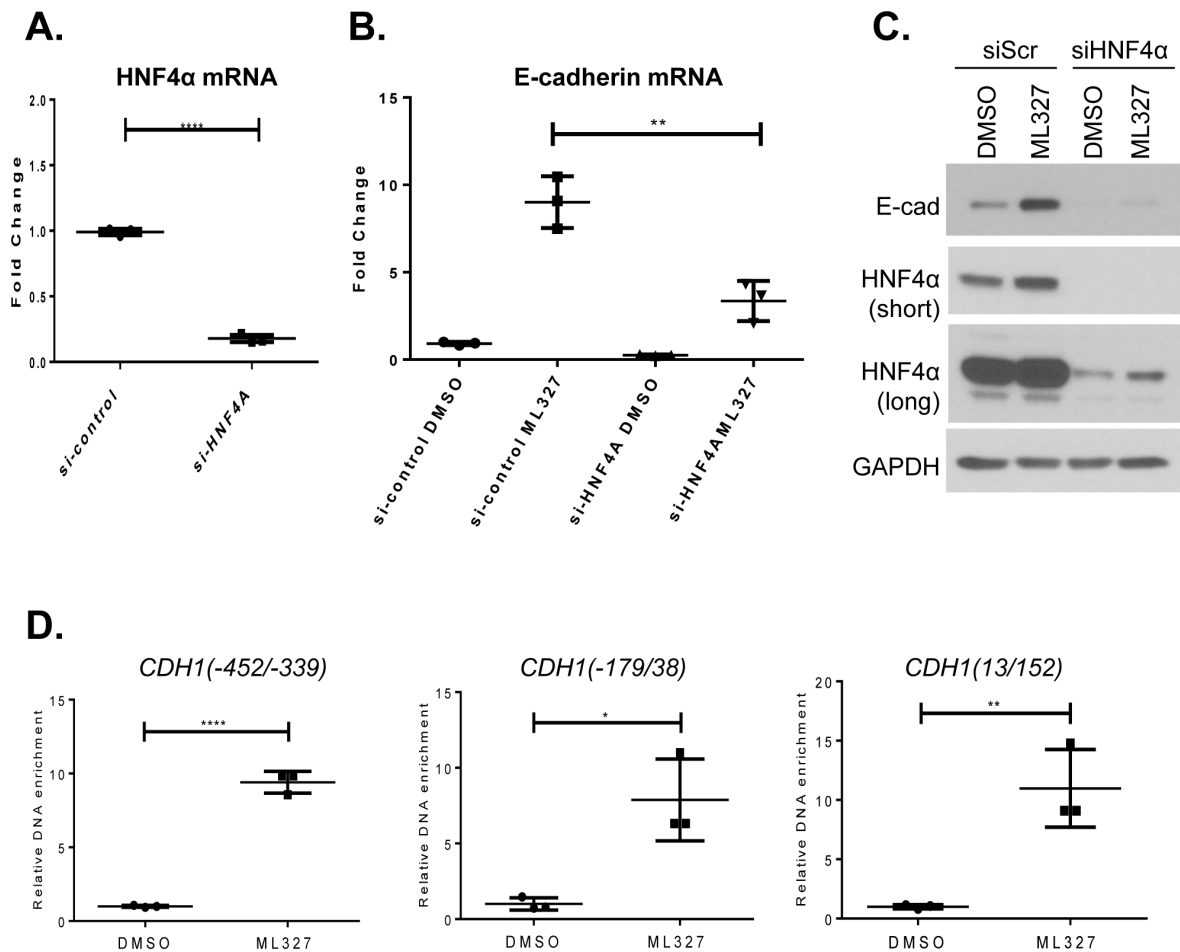 A.
HNF4α mRNA
****
Fold Change
2.0
1.5
1.0
0.5
0.0
si-control
si-HNF4A
B.
E-cadherin mRNA
**
Fold Change
15
10
5
0
si-control DMSO
si-control ML327
si-HNF4A DMSO
si-HNF4AML327
C.
siScr siHNF4α
DMSO ML327 DMSO ML327
E-cad
HNF4α
(short)
HNF4α
(long)
GAPDH
D.
CDH1(-452/-339)
****
Relative DNA enrichment
15
10
5
0
DMSO ML327
CDH1(-179/38)
*
Relative DNA enrichment
15
10
5
0
DMSO ML327
CDH1(13/152)
**
Relative DNA enrichment
20
15
10
5
0
DMSO ML327